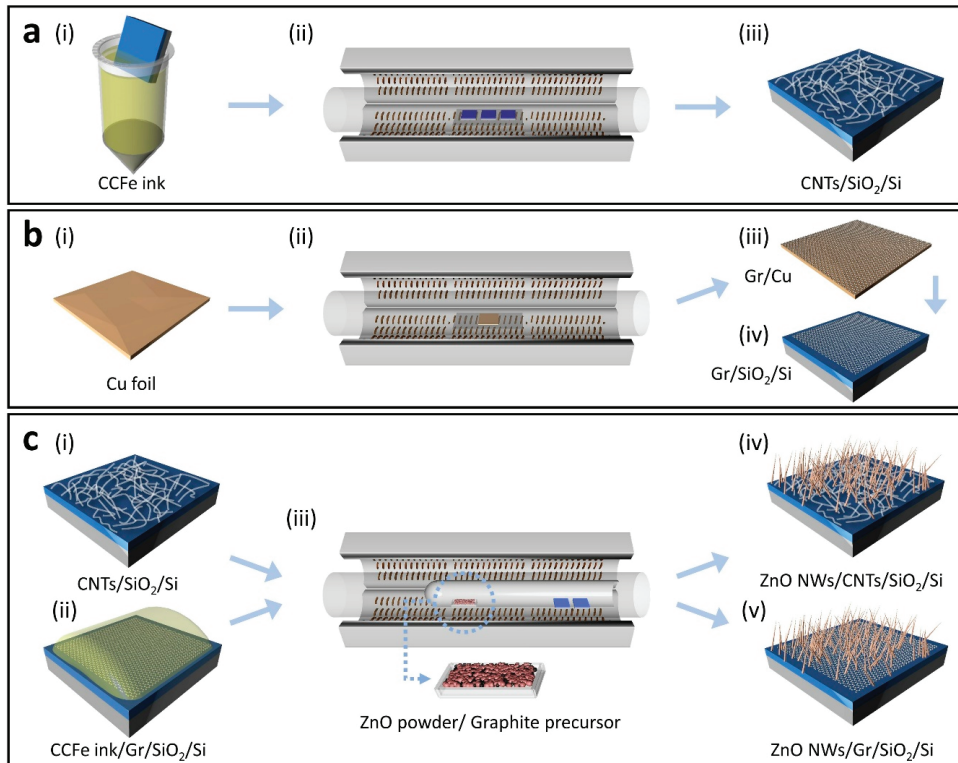 a (i) (ii) (iii)
CCFe ink
CNTs/SiO₂/Si
b (i) (ii) (iii)
Gr/Cu
(iv)
Gr/SiO₂/Si
Cu foil
c (i) (iv)
(iii)
CNTs/SiO₂/Si
ZnO NWs/CNTs/SiO₂/Si
(ii) (v)
ZnO powder/ Graphite precursor
CCFe ink/Gr/SiO₂/Si
ZnO NWs/Gr/SiO₂/Si